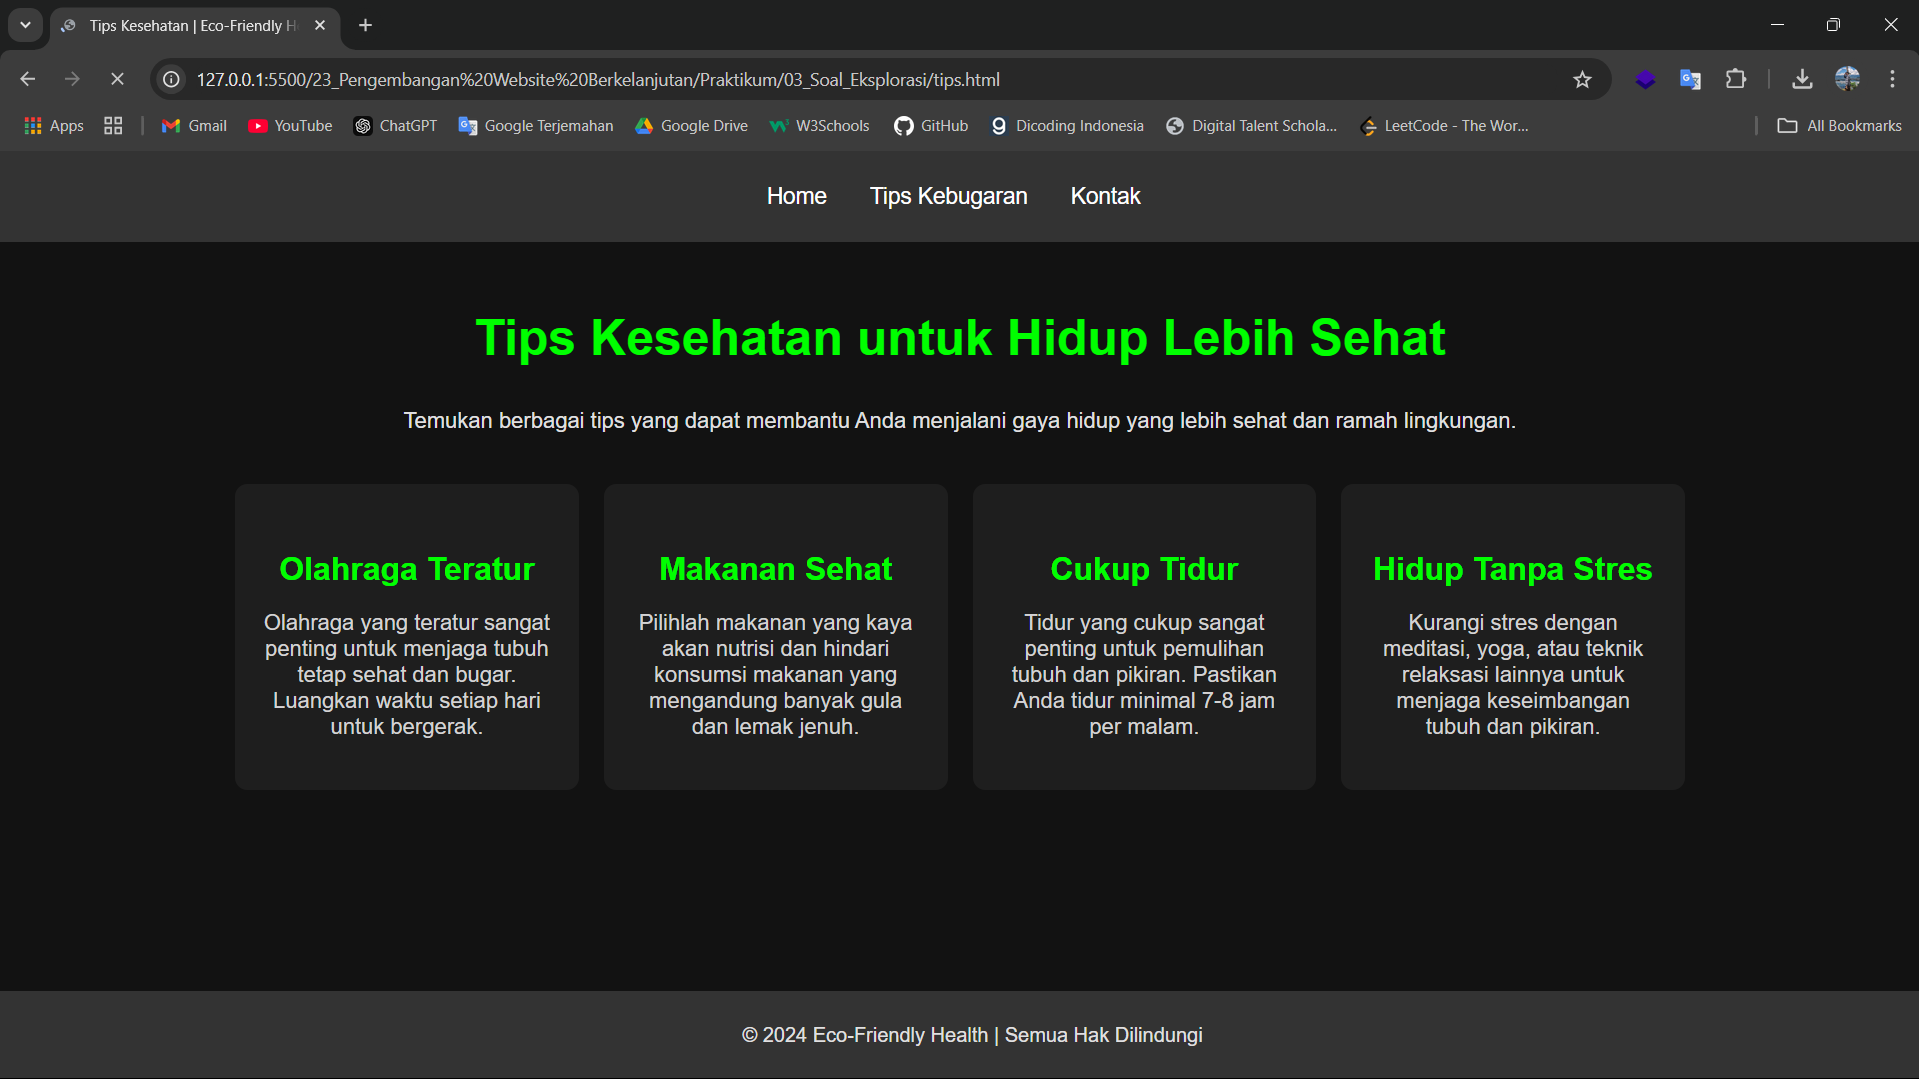 Tips Kesehatan | Eco-Friendly H
127.0.0.1:5500/23_Pengembangan%20Website%20Berkelanjutan/Praktikum/03_Soal_Eksplorasi/tips.html
Apps Gmail YouTube ChatGPT Google Terjemahan Google Drive W3Schools GitHub Dicoding Indonesia Digital Talent Schola... LeetCode - The Wor... All Bookmarks
Home Tips Kebugaran Kontak
Tips Kesehatan untuk Hidup Lebih Sehat
Temukan berbagai tips yang dapat membantu Anda menjalani gaya hidup yang lebih sehat dan ramah lingkungan.
Olahraga Teratur
Olahraga yang teratur sangat
penting untuk menjaga tubuh
tetap sehat dan bugar.
Luangkan waktu setiap hari
untuk bergerak.
Makanan Sehat
Pilihlah makanan yang kaya
akan nutrisi dan hindari
konsumsi makanan yang
mengandung banyak gula
dan lemak jenuh.
Cukup Tidur
Tidur yang cukup sangat
penting untuk pemulihan
tubuh dan pikiran. Pastikan
Anda tidur minimal 7-8 jam
per malam.
Hidup Tanpa Stres
Kurangi stres dengan
meditasi, yoga, atau teknik
relaksasi lainnya untuk
menjaga keseimbangan
tubuh dan pikiran.
© 2024 Eco-Friendly Health | Semua Hak Dilindungi